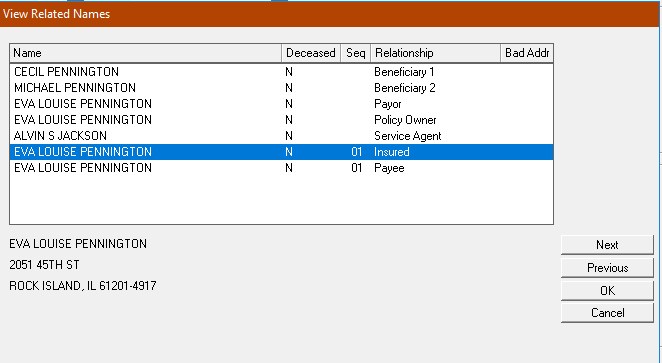 View Related Names
Name Deceased Seq Relationship Bad Addr
CECIL PENNINGTON N Beneficiary 1
MICHAEL PENNINGTON N Beneficiary 2
EVA LOUISE PENNINGTON N Payor
EVA LOUISE PENNINGTON N Policy Owner
ALVIN S JACKSON N Service Agent
EVA LOUISE PENNINGTON N 01 Insured
EVA LOUISE PENNINGTON N 01 Payee
EVA LOUISE PENNINGTON
2051 45TH ST
ROCK ISLAND, IL 61201-4917
Next
Previous
OK
Cancel